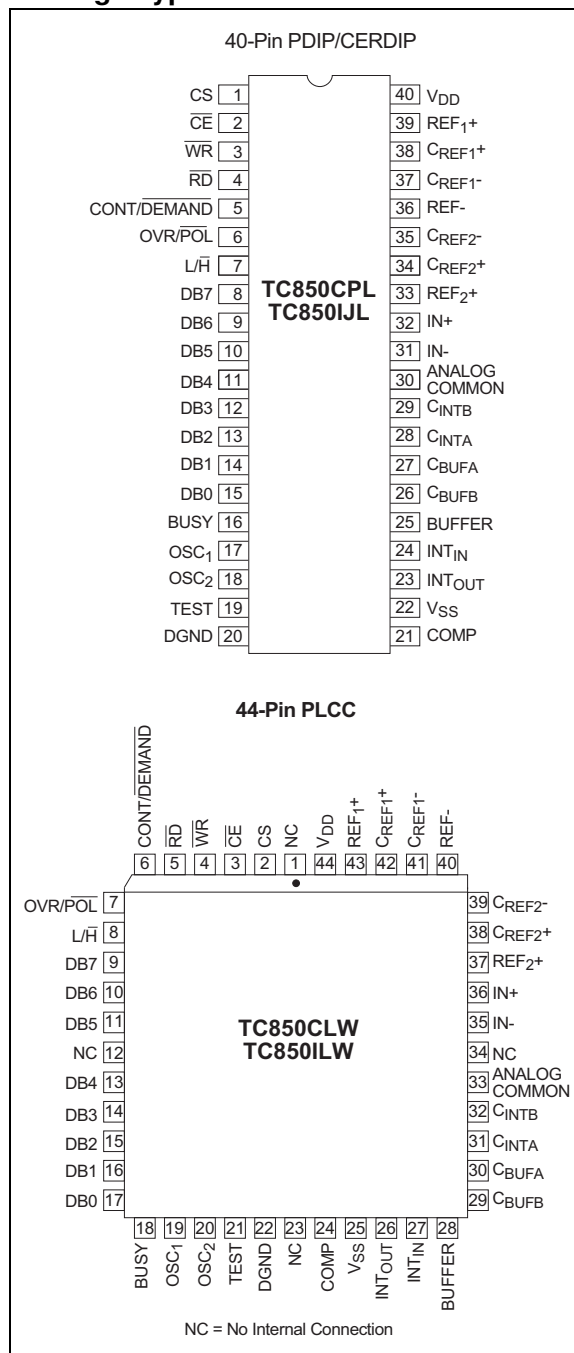 40-Pin PDIP/CERDIP
CS 1
CE 2
WR 3
RD 4
CONT/DEMAND 5
OVR/POL 6
L/H 7
DB7 8
DB6 9
DB5 10
DB4 11
DB3 12
DB2 13
DB1 14
DB0 15
BUSY 16
OSC1 17
OSC2 18
TEST 19
DGND 20
TC850CPL
TC850IJL
40 VDD
39 REF1+
38 CREF1+
37 CREF1-
36 REF-
35 CREF2-
34 CREF2+
33 REF2+
32 IN+
31 IN-
30 ANALOG
COMMON
29 CINTB
28 CINTA
27 CBUFA
26 CBUFB
25 BUFFER
24 INTIN
23 INTOUT
22 VSS
21 COMP
44-Pin PLCC
CONT/DEMAND
RD
WR
CE
CS
NC
VDD
REF1+
CREF1+
CREF1-
REF-
6 5 4 3 2 1 44 43 42 41 40
OVR/POL 7
L/H 8
DB7 9
DB6 10
DB5 11
NC 12
DB4 13
DB3 14
DB2 15
DB1 16
DB0 17
TC850CLW
TC850ILW
39 CREF2-
38 CREF2+
37 REF2+
36 IN+
35 IN-
34 NC
33 ANALOG
COMMON
32 CINTB
31 CINTA
30 CBUFA
29 CBUFB
18 19 20 21 22 23 24 25 26 27 28
BUSY
OSC1
OSC2
TEST
DGND
NC
COMP
VSS
INTOUT
INTIN
BUFFER
NC = No Internal Connection